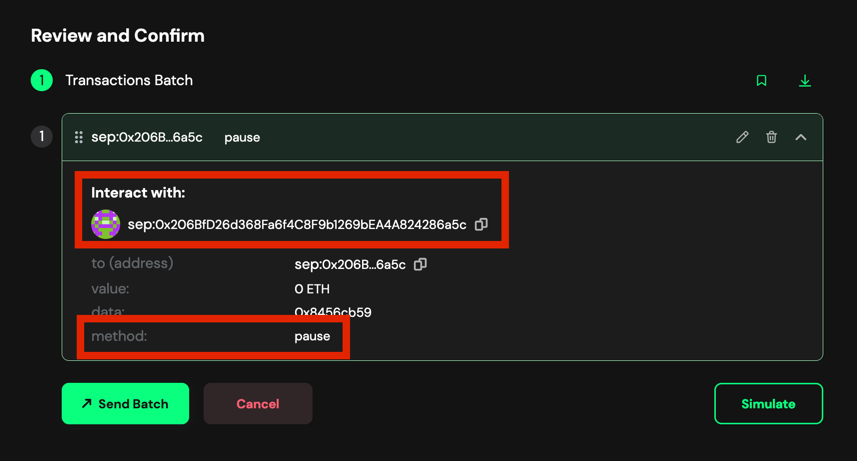 Review and Confirm
1 Transactions Batch
1 sep:0x206B...6a5c pause
Interact with:
sep:0x206BfD26d368Fa6f4C8F9b1269bEA4A824286a5c
to (address) sep:0x206B...6a5c
value: 0 ETH
data: 0x8456cb59
method: pause
Send Batch Cancel Simulate